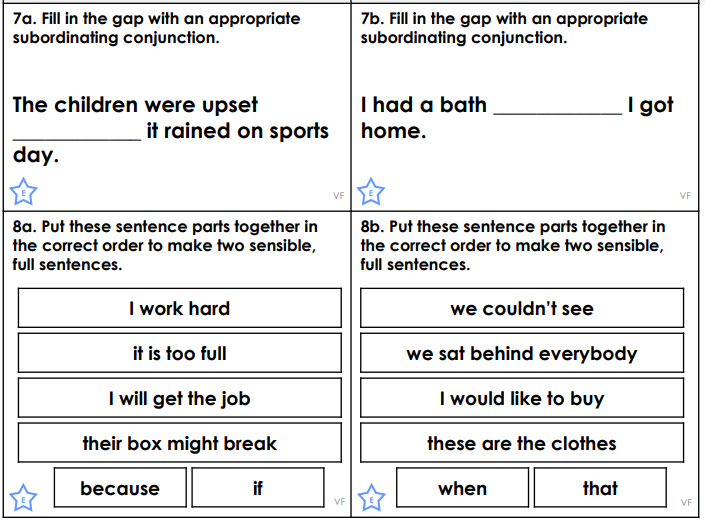 7a. Fill in the gap with an appropriate
subordinating conjunction.
The children were upset
____________ it rained on sports
day.
E
VF
7b. Fill in the gap with an appropriate
subordinating conjunction.
I had a bath ____________ I got
home.
E
VF
8a. Put these sentence parts together in
the correct order to make two sensible,
full sentences.
I work hard
it is too full
I will get the job
their box might break
because if
E
VF
8b. Put these sentence parts together in
the correct order to make two sensible,
full sentences.
we couldn't see
we sat behind everybody
I would like to buy
these are the clothes
when that
E
VF